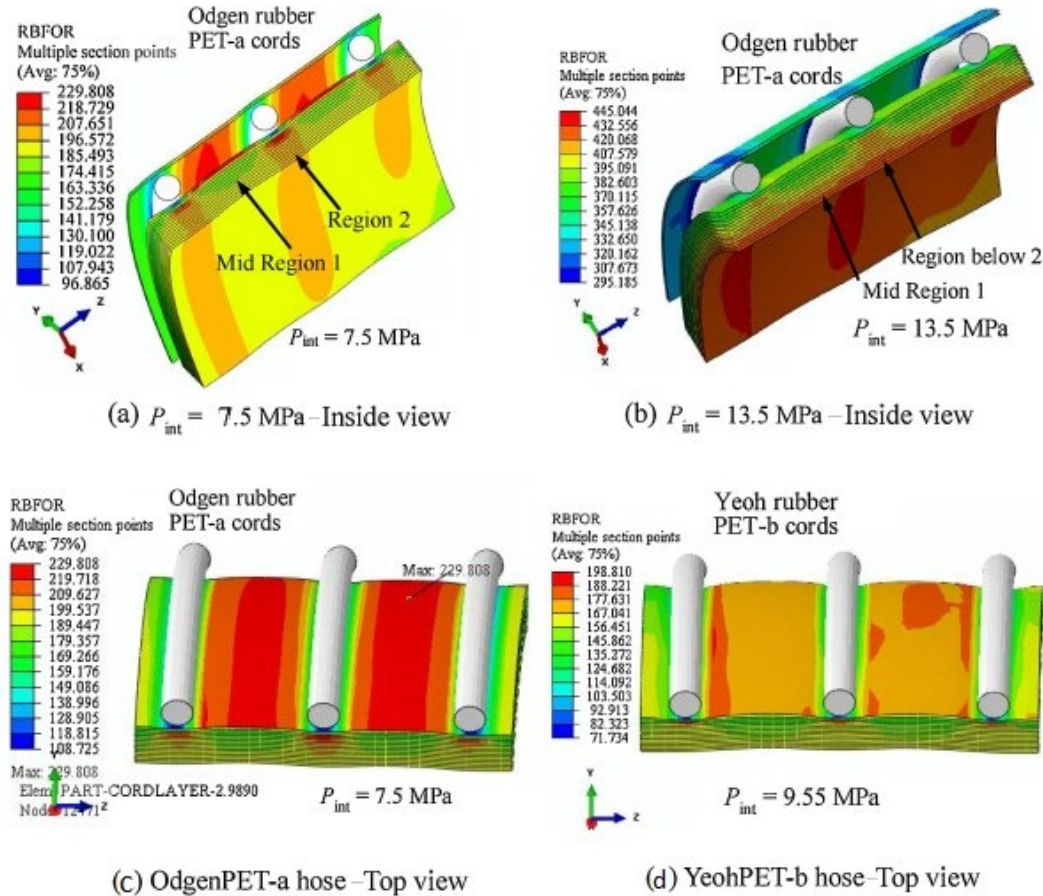 RBFOR
Multiple section points
(Avg: 75%)
229.808
218.729
207.651
196.572
185.493
174.415
163.336
152.258
141.179
130.100
119.022
107.943
96.865
Odgen rubber
PET-a cords
Region 2
Mid Region 1
Pint = 7.5 MPa
Y
Z
X
(a) Pint = 7.5 MPa – Inside view
RBFOR
Multiple section points
(Avg: 75%)
445.044
432.556
420.068
407.579
395.091
382.603
370.115
357.626
345.138
332.650
320.162
307.673
295.185
Odgen rubber
PET-a cords
Region below 2
Mid Region 1
Pint = 13.5 MPa
Y
Z
X
(b) Pint = 13.5 MPa – Inside view
RBFOR
Multiple section points
(Avg: 75%)
229.808
219.718
209.627
199.537
189.447
179.357
169.266
159.176
149.086
138.996
128.905
118.815
108.725
Odgen rubber
PET-a cords
Max: 229.808
Max: 229.808
Elem: PART-CORDLAYER-2.9890
Y
Z
Pint = 7.5 MPa
(c) OdgenPET-a hose – Top view
RBFOR
Multiple section points
(Avg: 75%)
198.810
188.221
177.631
167.041
156.451
145.862
135.272
124.682
114.092
103.503
92.913
82.323
71.734
Yeoh rubber
PET-b cords
Y
Z
Pint = 9.55 MPa
(d) YeohPET-b hose – Top view